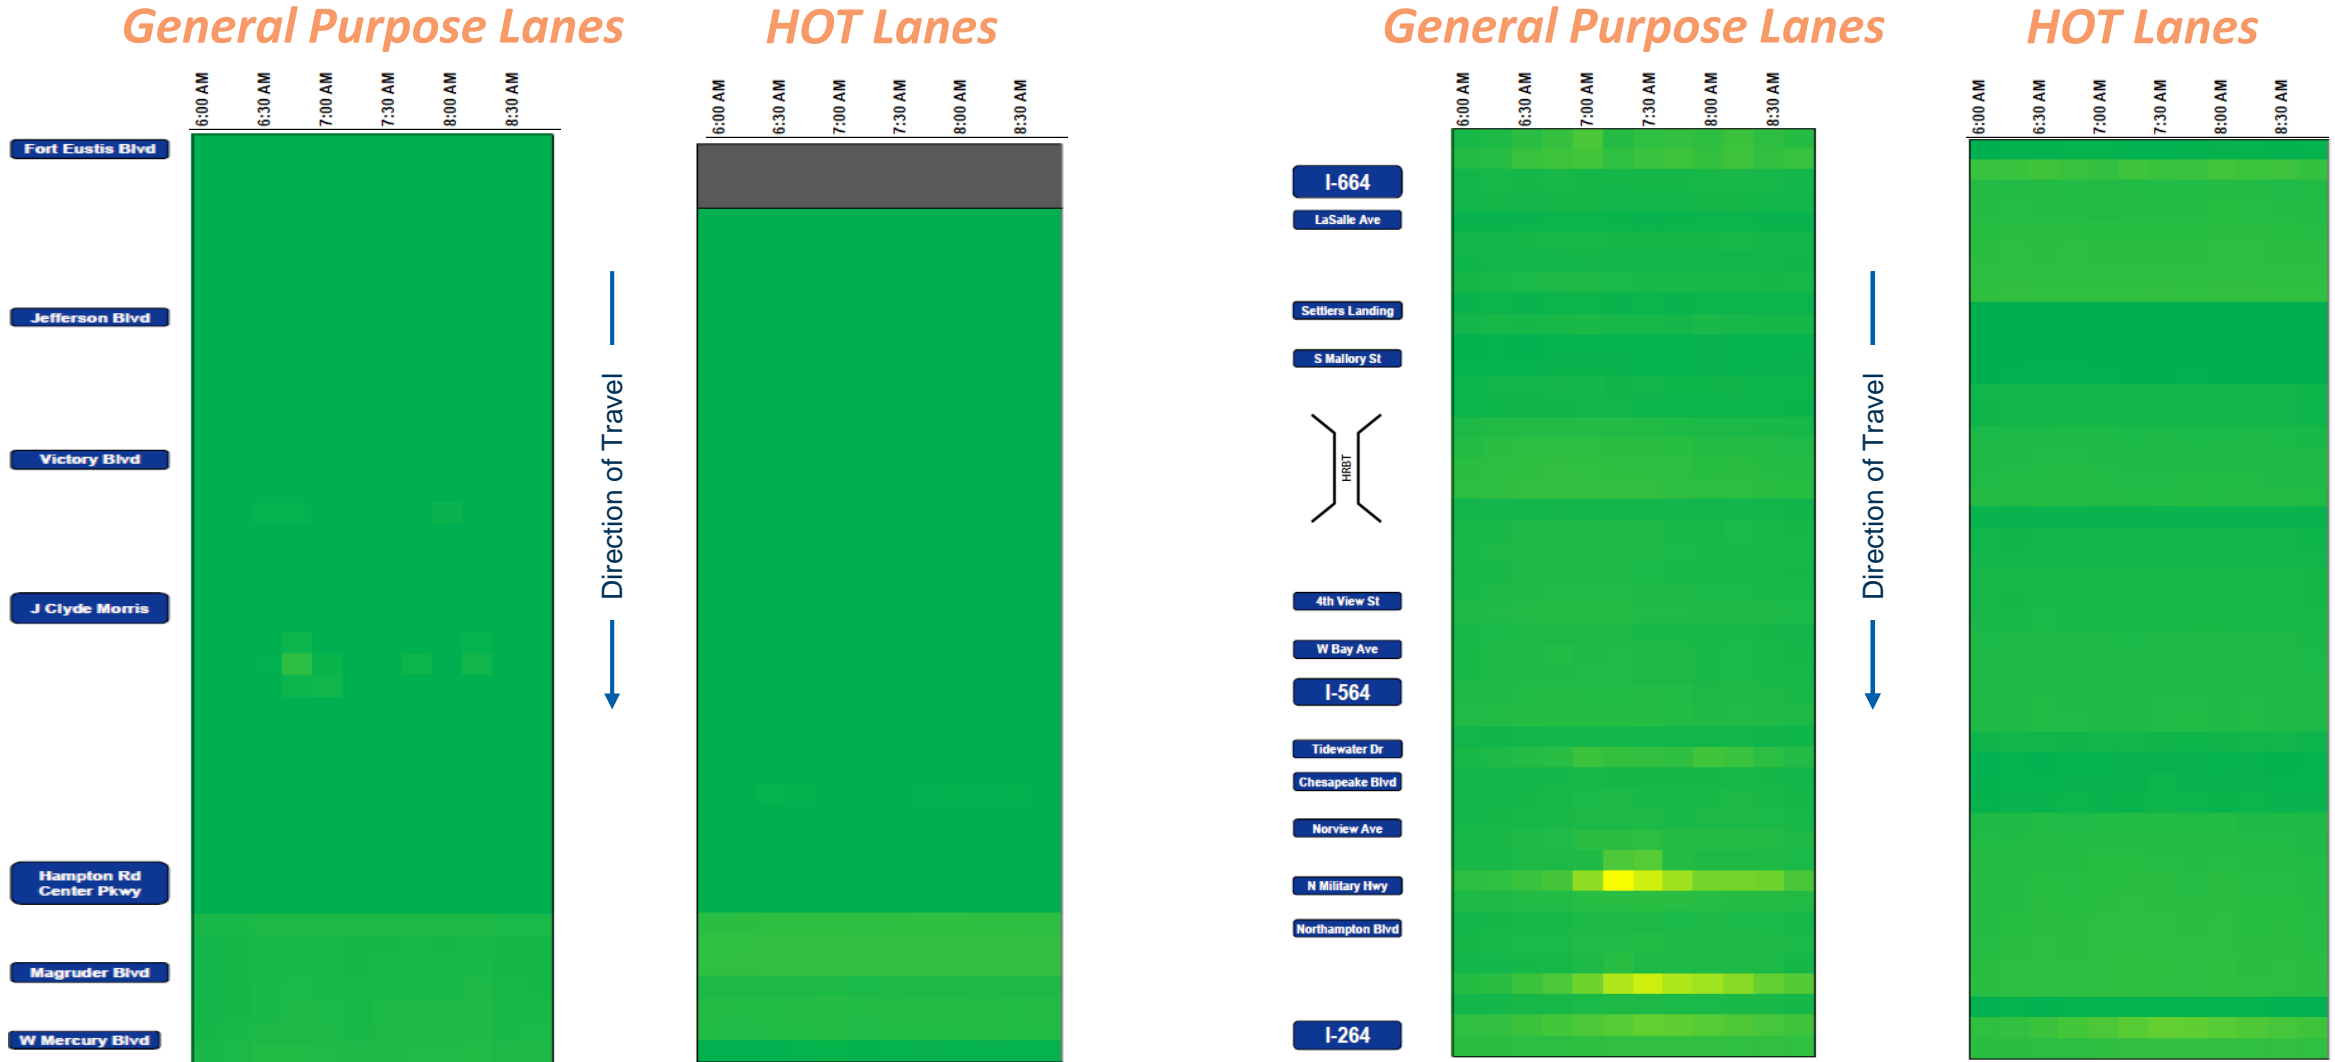 General Purpose Lanes
HOT Lanes
6:00 AM
6:30 AM
7:00 AM
7:30 AM
8:00 AM
8:30 AM
6:00 AM
6:30 AM
7:00 AM
7:30 AM
8:00 AM
8:30 AM
Fort Eustis Blvd
Jefferson Blvd
Victory Blvd
J Clyde Morris
Hampton Rd
Center Pkwy
Magruder Blvd
W Mercury Blvd
Direction of Travel
General Purpose Lanes
HOT Lanes
6:00 AM
6:30 AM
7:00 AM
7:30 AM
8:00 AM
8:30 AM
6:00 AM
6:30 AM
7:00 AM
7:30 AM
8:00 AM
8:30 AM
I-664
LaSalle Ave
Settlers Landing
S Mallory St
HRBT
4th View St
W Bay Ave
I-564
Tidewater Dr
Chesapeake Blvd
Norview Ave
N Military Hwy
Northampton Blvd
I-264
Direction of Travel